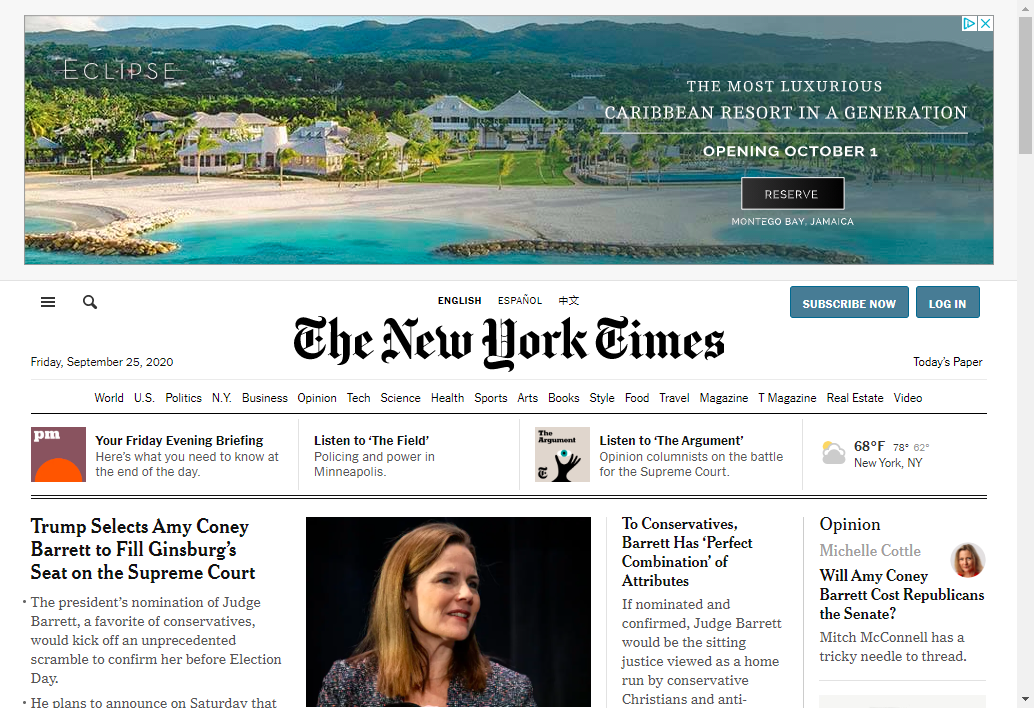 ECLIPSE
THE MOST LUXURIOUS
CARIBBEAN RESORT IN A GENERATION
OPENING OCTOBER 1
RESERVE
MONTEGO BAY, JAMAICA
ENGLISH ESPAÑOL 中文
SUBSCRIBE NOW LOG IN
The New York Times
Friday, September 25, 2020
Today's Paper
World U.S. Politics N.Y. Business Opinion Tech Science Health Sports Arts Books Style Food Travel Magazine T Magazine Real Estate Video
pm
Your Friday Evening Briefing
Here's what you need to know at
the end of the day.
Listen to 'The Field'
Policing and power in
Minneapolis.
The
Argument
T
Listen to 'The Argument'
Opinion columnists on the battle
for the Supreme Court.
68°F 78° 62°
New York, NY
Trump Selects Amy Coney
Barrett to Fill Ginsburg's
Seat on the Supreme Court
• The president's nomination of Judge
Barrett, a favorite of conservatives,
would kick off an unprecedented
scramble to confirm her before Election
Day.
• He plans to announce on Saturday that
To Conservatives,
Barrett Has 'Perfect
Combination' of
Attributes
If nominated and
confirmed, Judge Barrett
would be the sitting
justice viewed as a home
run by conservative
Christians and anti-
Opinion
Michelle Cottle
Will Amy Coney
Barrett Cost Republicans
the Senate?
Mitch McConnell has a
tricky needle to thread.